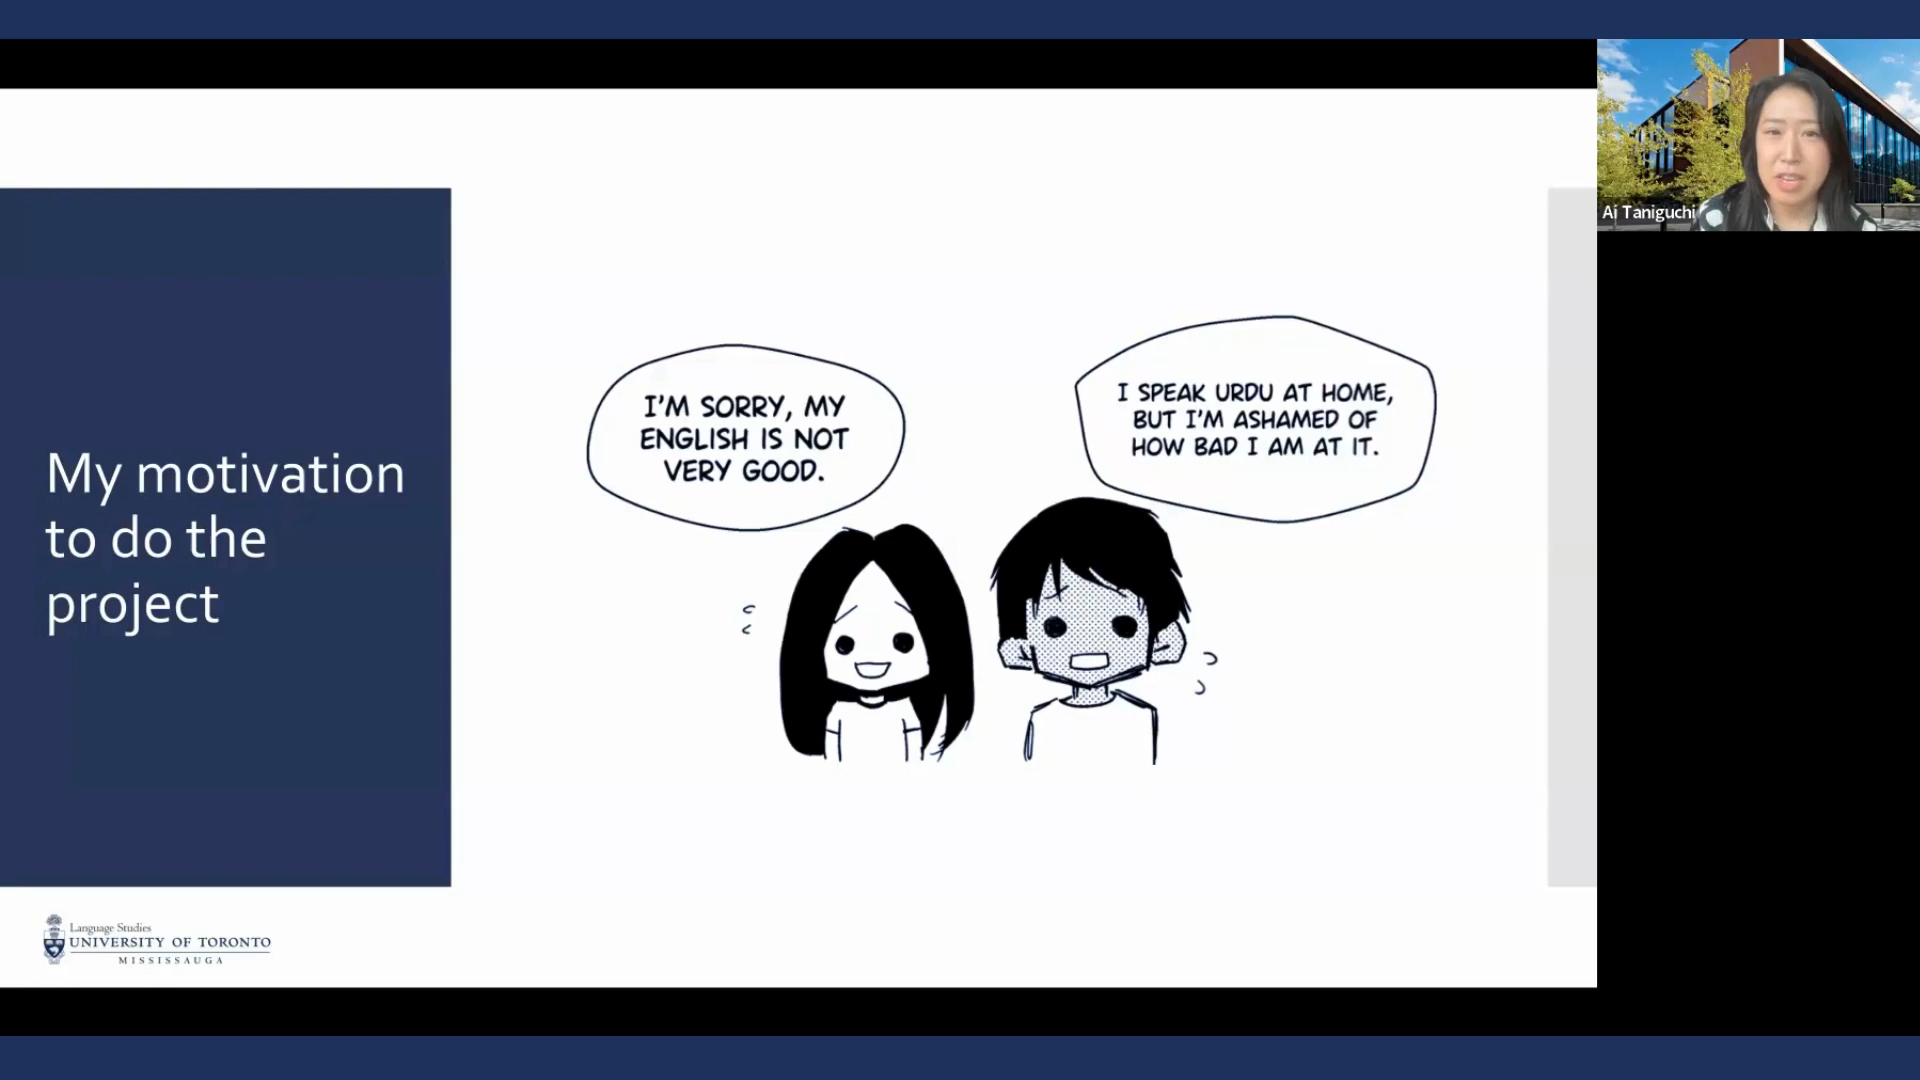 Ai Taniguchi
I'M SORRY, MY
ENGLISH IS NOT
VERY GOOD.
I SPEAK URDU AT HOME,
BUT I'M ASHAMED OF
HOW BAD I AM AT IT.
My motivation
to do the
project
Language Studies
UNIVERSITY OF TORONTO
MISSISSAUGA